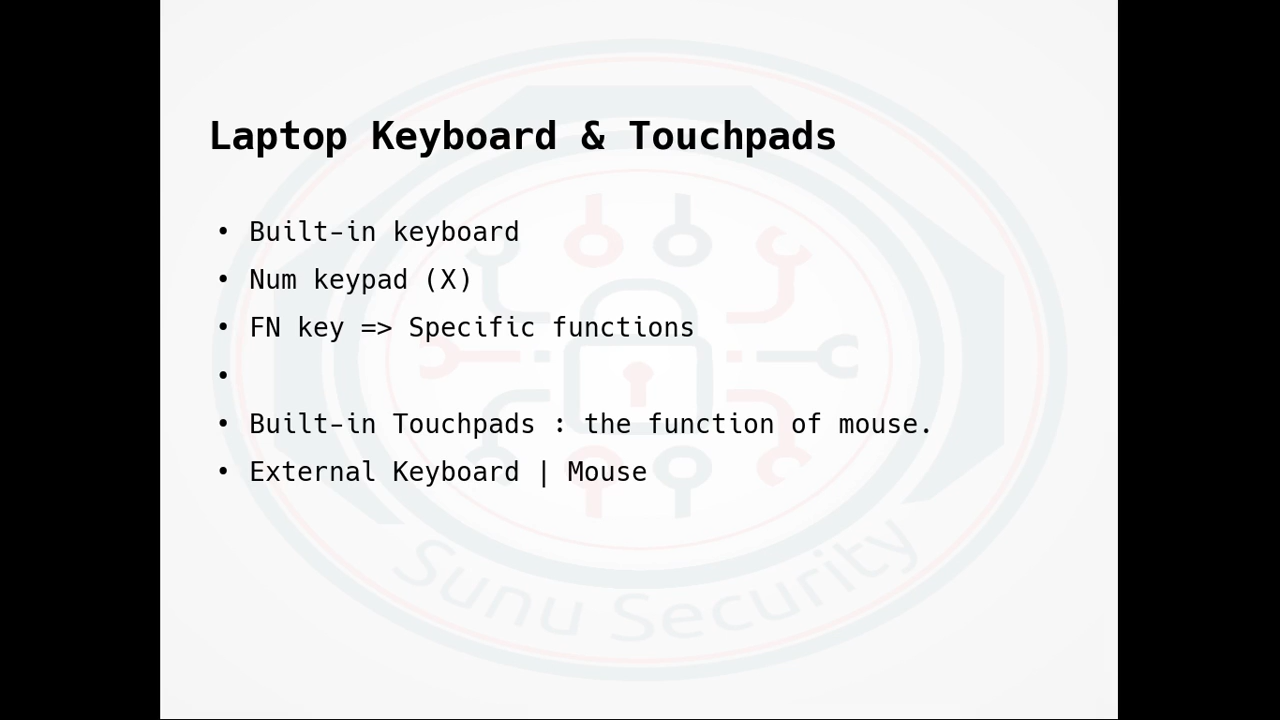 Laptop Keyboard & Touchpads
• Built-in keyboard
• Num keypad (X)
• FN key => Specific functions
•
• Built-in Touchpads : the function of mouse.
• External Keyboard | Mouse
Sunu Security